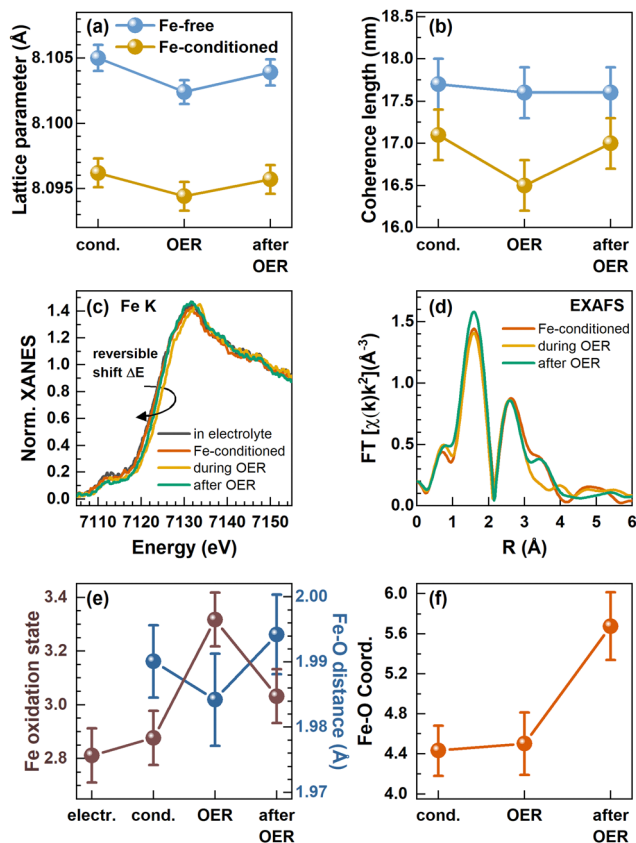 (a)
Fe-free
Fe-conditioned
Lattice parameter (Å)
8.105
8.100
8.095
cond.
OER
after
OER
(b)
Coherence length (nm)
18.5
18.0
17.5
17.0
16.5
16.0
cond.
OER
after
OER
(c)
Fe K
Norm. XANES
1.4
1.2
1.0
0.8
0.6
0.4
0.2
0.0
reversible
shift ΔE
in electrolyte
Fe-conditioned
during OER
after OER
7110
7120
7130
7140
7150
Energy (eV)
(d)
EXAFS
FT [χ(k)k²](Å⁻³)
1.5
1.0
0.5
0.0
Fe-conditioned
during OER
after OER
0
1
2
3
4
5
6
R (Å)
(e)
Fe oxidation state
3.4
3.2
3.0
2.8
2.6
Fe-O distance (Å)
2.00
1.99
1.98
1.97
electr.
cond.
OER
after
OER
(f)
Fe-O Coord.
6.0
5.6
5.2
4.8
4.4
4.0
cond.
OER
after
OER